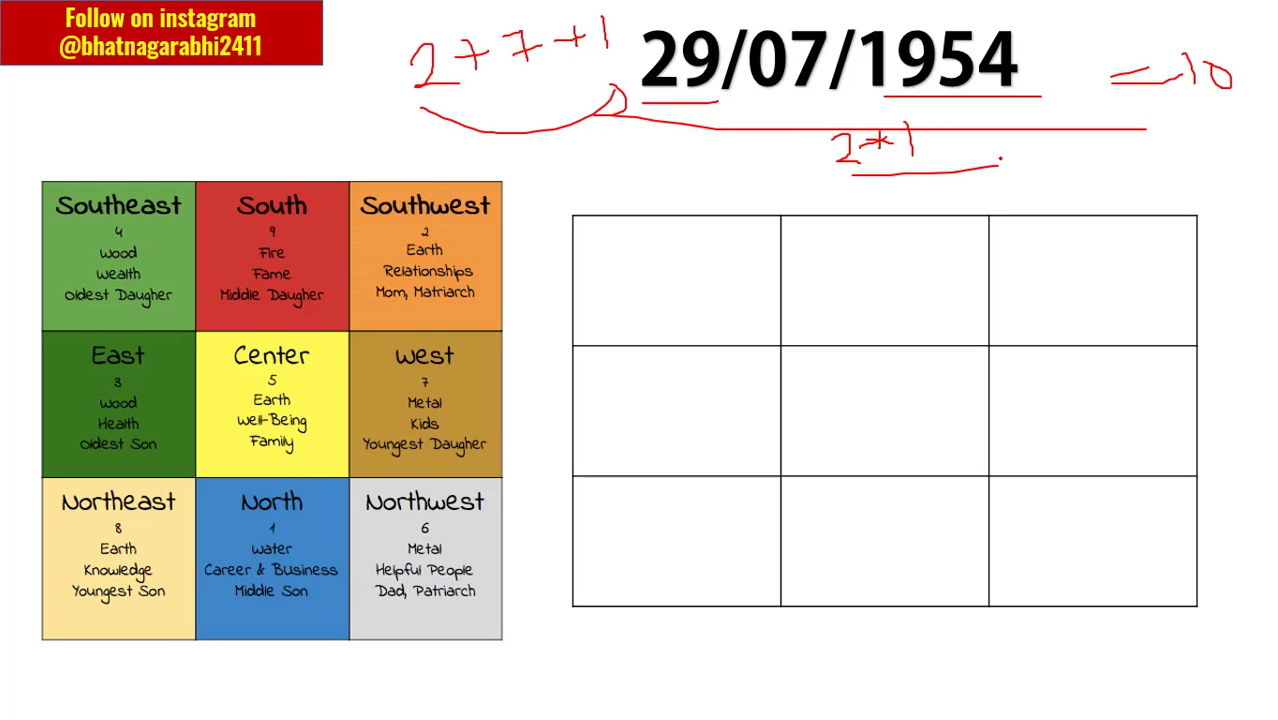 Follow on instagram
@bhatnagarabhi2411
2+7+1
29/07/1954
=10
2*1
Southeast
4
Wood
Wealth
Oldest Daugher
South
9
Fire
Fame
Middle Daugher
Southwest
2
Earth
Relationships
Mom, Matriarch
East
3
Wood
Health
Oldest Son
Center
5
Earth
Well-Being
Family
West
7
Metal
Kids
Youngest Daugher
Northeast
8
Earth
Knowledge
Youngest Son
North
1
Water
Career & Business
Middle Son
Northwest
6
Metal
Helpful People
Dad, Patriarch